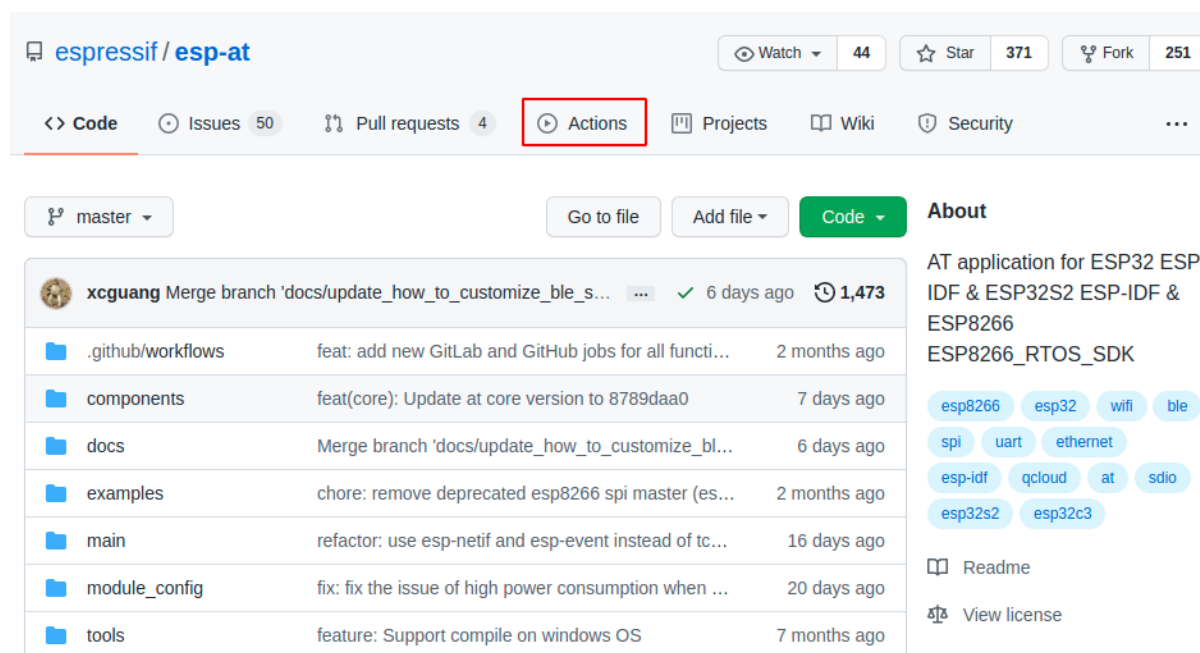 espressif / esp-at
Watch 44 Star 371 Fork 251
Code Issues 50 Pull requests 4 Actions Projects Wiki Security ...
master Go to file Add file Code
xcguang Merge branch 'docs/update_how_to_customize_ble_s... ... 6 days ago 1,473
.github/workflows feat: add new GitLab and GitHub jobs for all functi... 2 months ago
components feat(core): Update at core version to 8789daa0 7 days ago
docs Merge branch 'docs/update_how_to_customize_bl... 6 days ago
examples chore: remove deprecated esp8266 spi master (es... 2 months ago
main refactor: use esp-netif and esp-event instead of tc... 16 days ago
module_config fix: fix the issue of high power consumption when ... 20 days ago
tools feature: Support compile on windows OS 7 months ago
About
AT application for ESP32 ESP
IDF & ESP32S2 ESP-IDF &
ESP8266
ESP8266_RTOS_SDK
esp8266 esp32 wifi ble
spi uart ethernet
esp-idf qcloud at sdio
esp32s2 esp32c3
Readme
View license